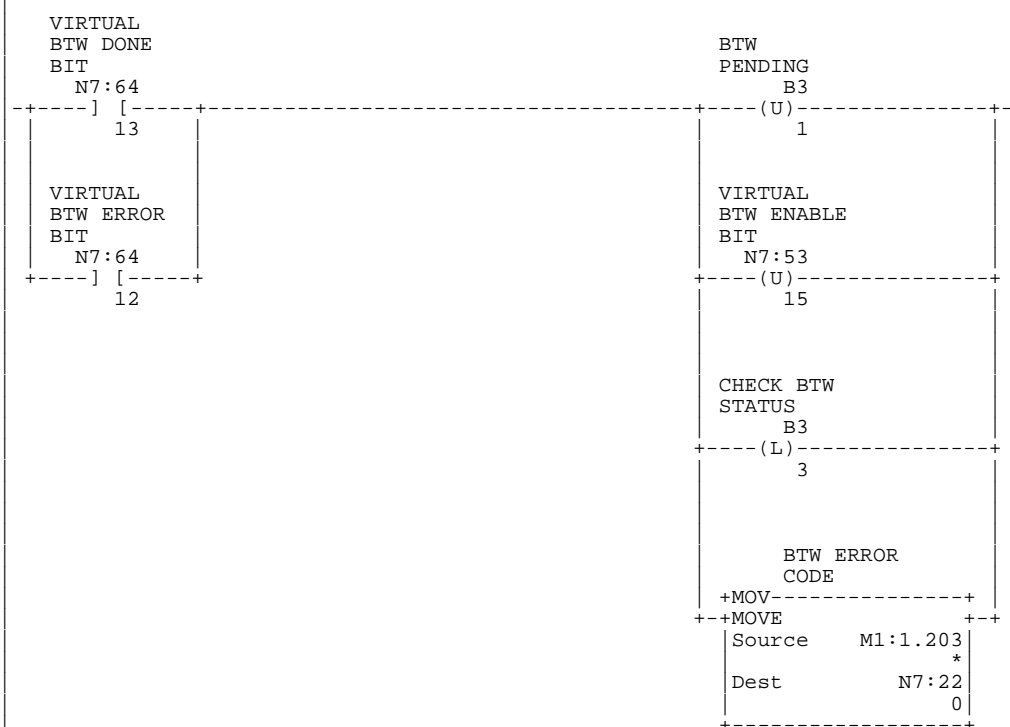 VIRTUAL
BTW DONE BTW
BIT PENDING
N7:64 B3
] [ (U)
13 1
VIRTUAL VIRTUAL
BTW ERROR BTW ENABLE
BIT BIT
N7:64 N7:53
] [ (U)
12 15
CHECK BTW
STATUS
B3
(L)
3
BTW ERROR
CODE
MOV
MOVE
Source M1:1.203
*
Dest N7:22
0